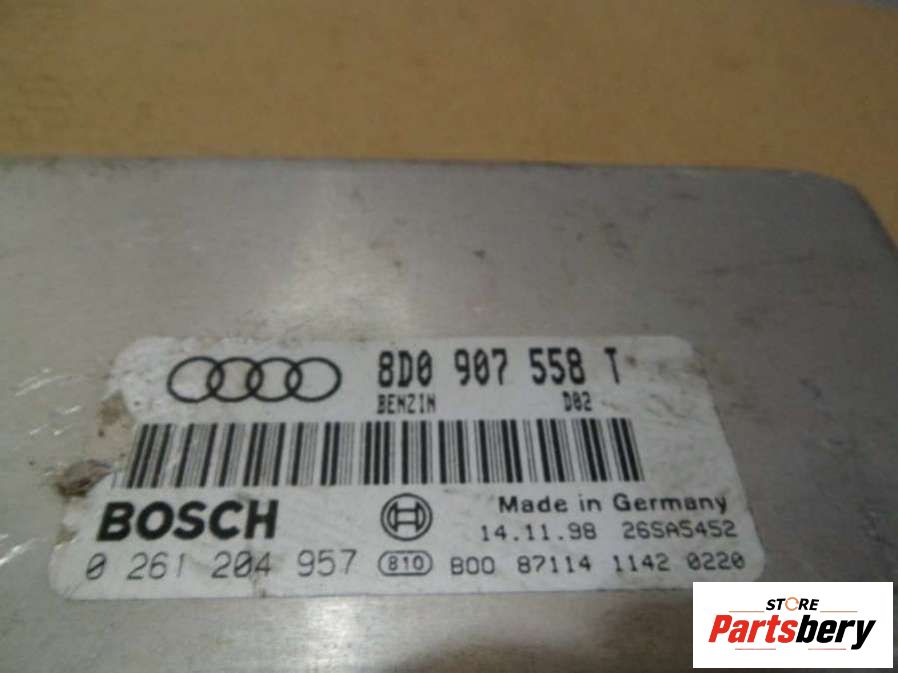 8D0 907 558 T
BENZIN D02
BOSCH
Made in Germany
14.11.98 26SA5452
0 261 204 957 810 BOO 87114 1142 0220
STORE
Partsbery